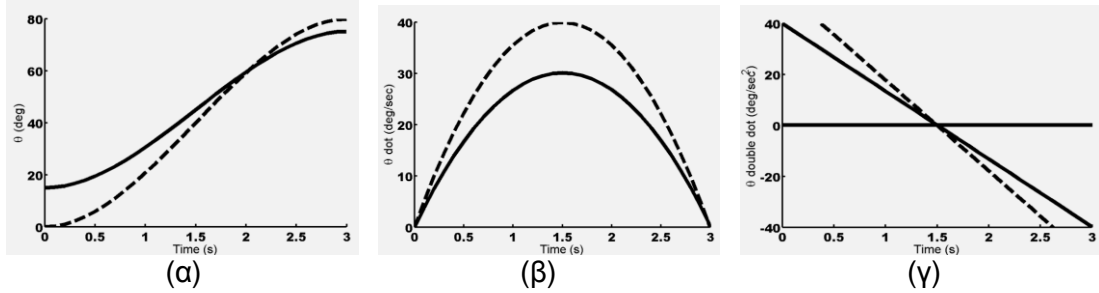 80
60
40
20
0
θ (deg)
0 0.5 1 1.5 2 2.5 3
Time (s)
(α)
40
30
20
10
0
θ dot (deg/sec)
0 0.5 1 1.5 2 2.5 3
Time (s)
(β)
40
20
0
-20
-40
θ double dot (deg/sec²)
0 0.5 1 1.5 2 2.5 3
Time (s)
(γ)